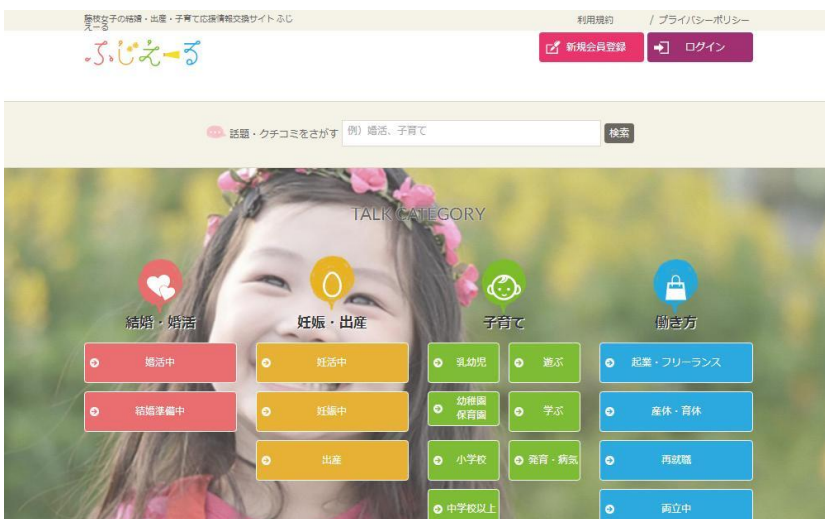 藤枝女子の結婚・出産・子育て応援情報交換サイト ふじ
えーる
利用規約 / プライバシーポリシー
ふじえーる
新規会員登録
ログイン
話題・クチコミをさがす 例）婚活、子育て 検索
TALK CATEGORY
結婚・婚活
妊娠・出産
子育て
働き方
婚活中
結婚準備中
妊活中
妊娠中
出産
乳幼児
遊ぶ
幼稚園
保育園
学ぶ
小学校
発育・病気
中学校以上
起業・フリーランス
産休・育休
再就職
両立中